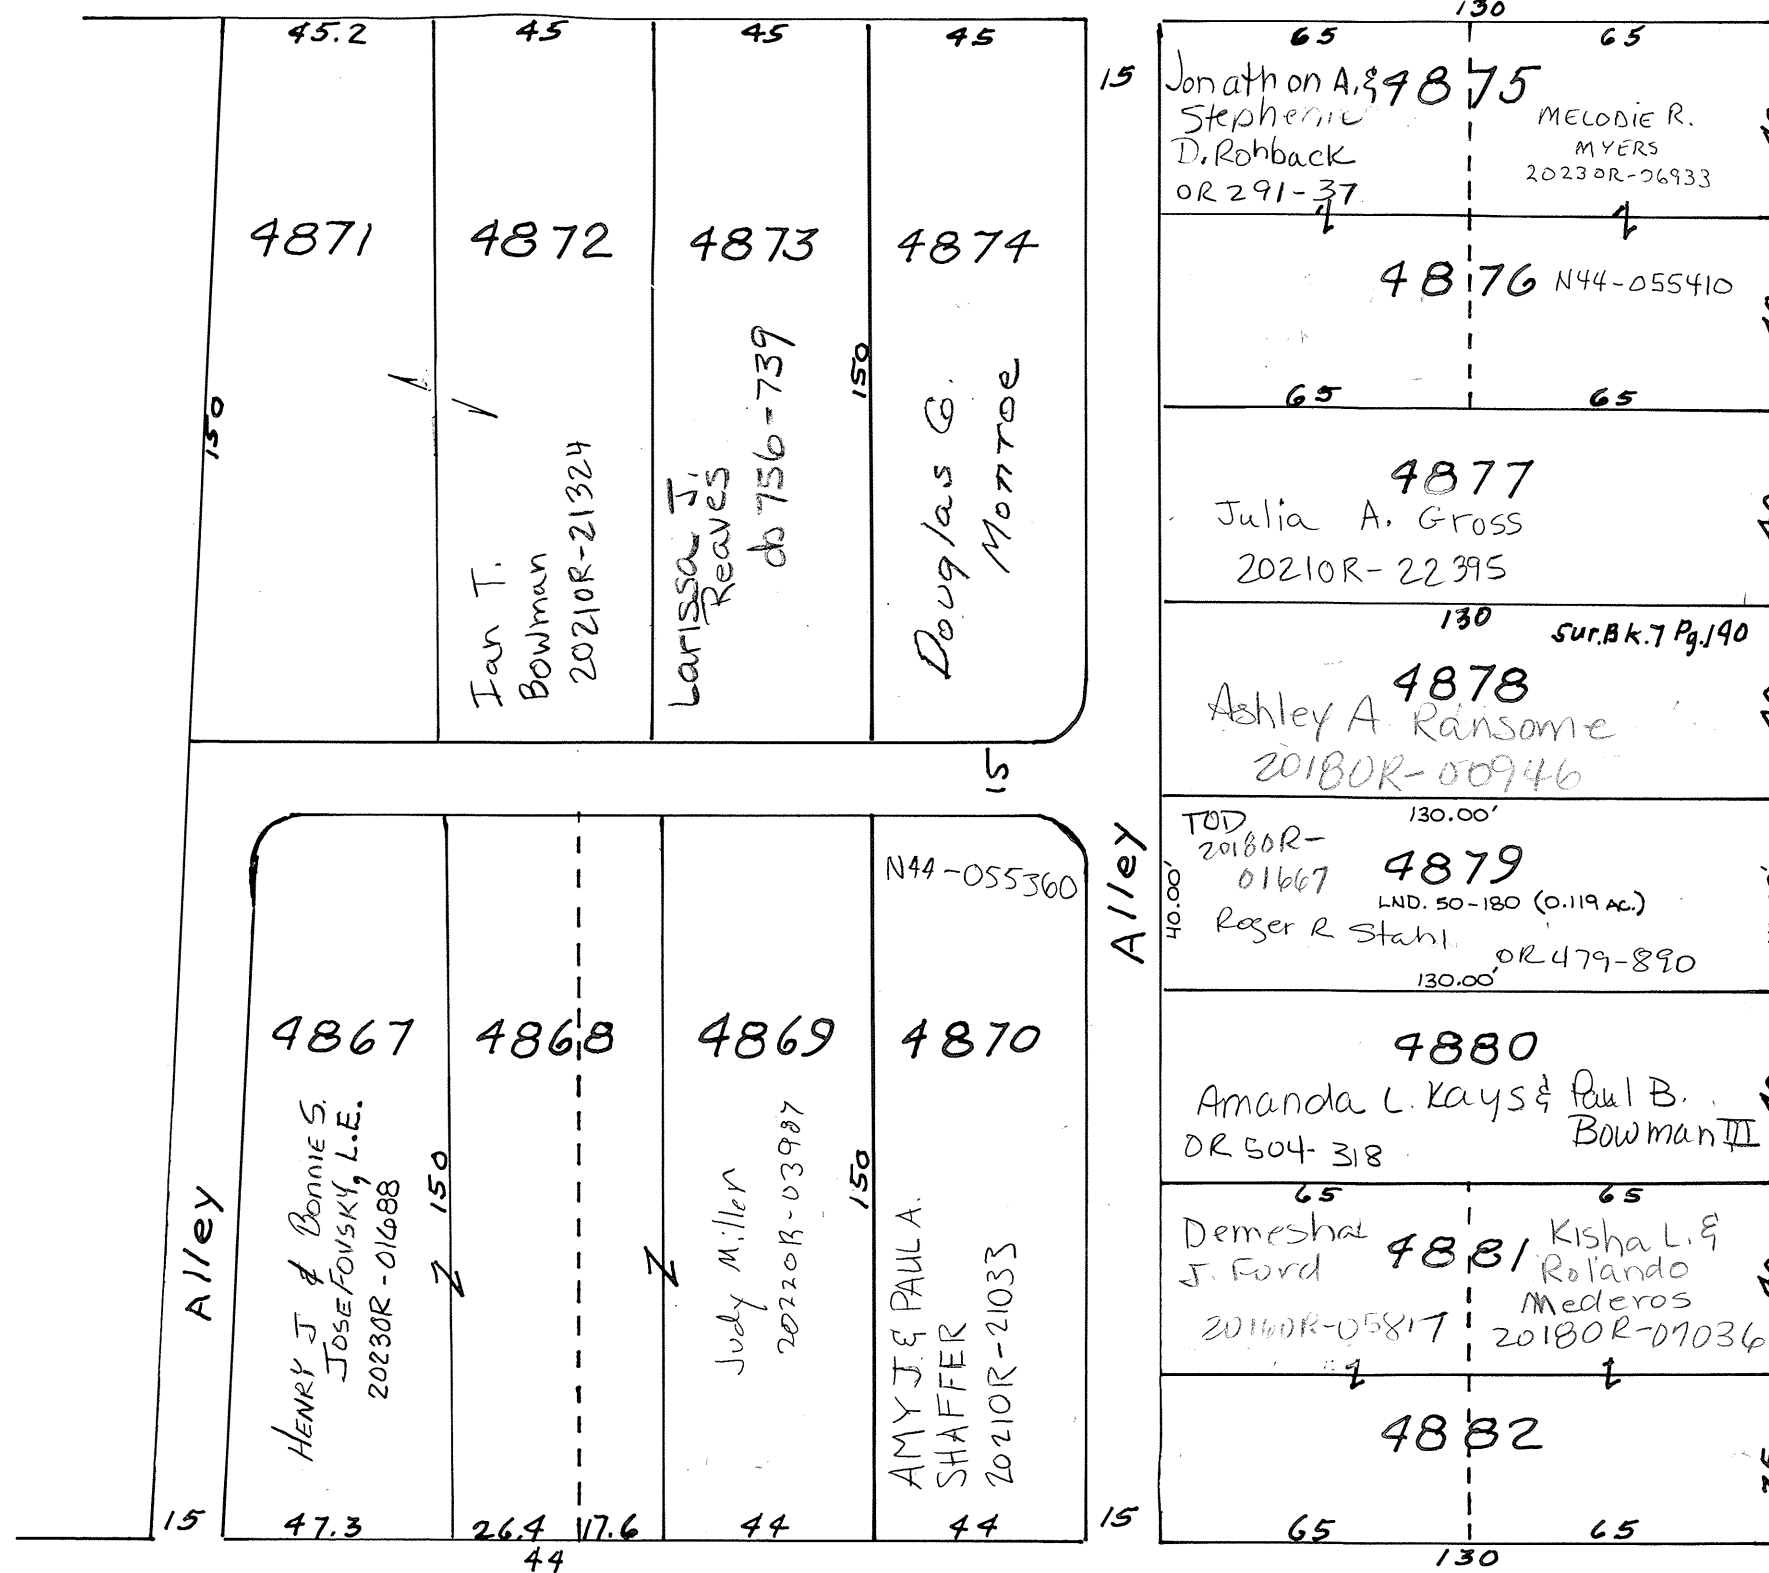 45.2
45
45
45
4871
4872
4873
4874
150
150
Ian T.
Bowman
2021OR-21324
Larissa J.
Reaves
db 756-739
Douglas G.
Monroe
15
15
N44-055360
4867
4868
4869
4870
HENRY J & Bonnie S.
JOSEFOVSKY, L.E.
2023OR-01688
150
Judy Miller
2022OR-03987
150
AMY J. & PAUL A.
SHAFFER
2021OR-21033
Alley
15
47.3
26.4
17.6
44
44
44
Alley
15
130
65
65
Jonathon A. &
Stephenie
D. Rohback
OR 291-37
4875
MELODIE R.
MYERS
2023OR-06933
4876
N44-055410
65
65
4877
Julia A. Gross
2021OR-22395
130
Sur.Bk.7 Pg.190
4878
Ashley A Ransome
2018OR-00946
130.00'
TOD
2018OR-
01667
4879
LND. 50-180 (0.119 AC.)
40.00'
Roger R Stahl
OR 479-890
130.00'
4880
Amanda L. Kays & Paul B.
Bowman III
OR 504-318
65
65
Demesha
J. Ford
4881
Kisha L. &
Rolando
Mederos
2016OR-05817
2018OR-07036
4882
65
65
130